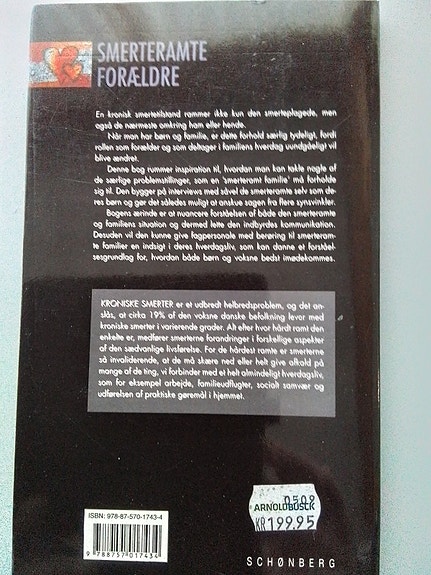 SMERTERAMTE
FORÆLDRE
En kronisk smertetilstand rammer ikke kun den smerteplagede, men
også de nærmeste omkring ham eller hende.
Når man har børn og familie, er dette forhold særlig tydeligt, fordi
rollen som forælder og som deltager i familiens hverdag uundgåeligt vil
blive ændret.
Denne bog rummer inspiration til, hvordan man kan takle nogle af
de særlige problemstillinger, som en 'smerteramt familie' må forholde
sig til. Den bygger på interviews med såvel de smerteramte selv som de-
res børn og gør det således muligt at anskue sagen fra flere synsvinkler.
Bogens ærinde er at nuancere forståelsen af både den smerteramte
og familiens situation og dermed lette den indbyrdes kommunikation.
Desuden vil den kunne give fagpersonale med berøring til smerteram-
te familier en indsigt i deres hverdagsliv, som kan danne et forståel-
sesgrundlag for, hvordan både børn og voksne bedst imødekommes.
KRONISKE SMERTER er et udbredt helbredsproblem, og det an-
slås, at cirka 19% af den voksne danske befolkning lever med
kroniske smerter i varierende grader. Alt efter hvor hårdt ramt den
enkelte er, medfører smerterne forandringer i forskellige aspekter
af den sædvanlige livsførelse. For de hårdest ramte er smerterne
så invaliderende, at de må skære ned eller helt give afkald på
mange af de ting, vi forbinder med et helt almindeligt hverdagsliv,
som for eksempel arbejde, familieudflugter, socialt samvær og
udførelsen af praktiske gøremål i hjemmet.
ISBN: 978-87-570-1743-4
9 788757 017434
0509
ARNOLDBUSCK
KR 199.95
SCHØNBERG